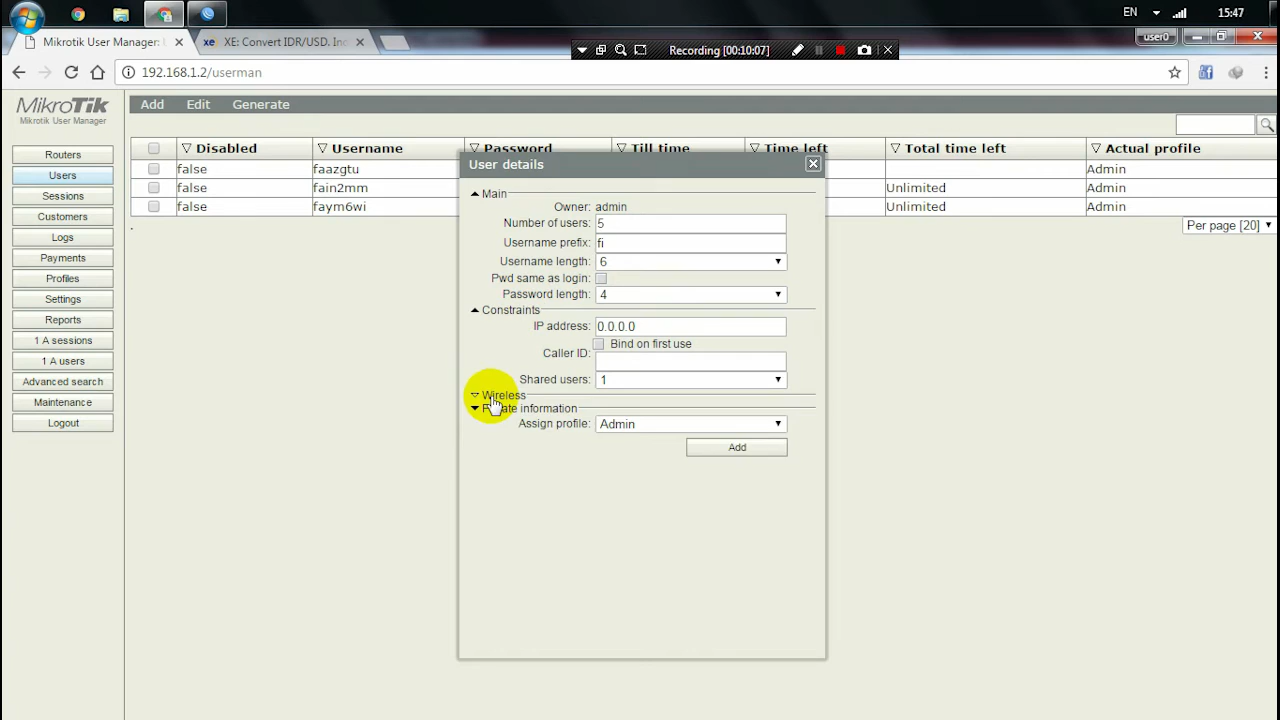 EN
15:47
Mikrotik User Manager:
XE: Convert IDR/USD. Inc
user0
Recording [00:10:07]
192.168.1.2/userman
MikroTik
Mikrotik User Manager
Add Edit Generate
Routers
Users
Sessions
Customers
Logs
Payments
Profiles
Settings
Reports
1 A sessions
1 A users
Advanced search
Maintenance
Logout
Disabled Username Password Till time Time left Total time left Actual profile
false faazgtu Admin
false fain2mm Unlimited Admin
false faym6wi Unlimited Admin
Per page [20]
User details
Main
Owner: admin
Number of users: 5
Username prefix: fi
Username length: 6
Pwd same as login:
Password length: 4
Constraints
IP address: 0.0.0.0
Bind on first use
Caller ID:
Shared users: 1
Wireless
Private information
Assign profile: Admin
Add